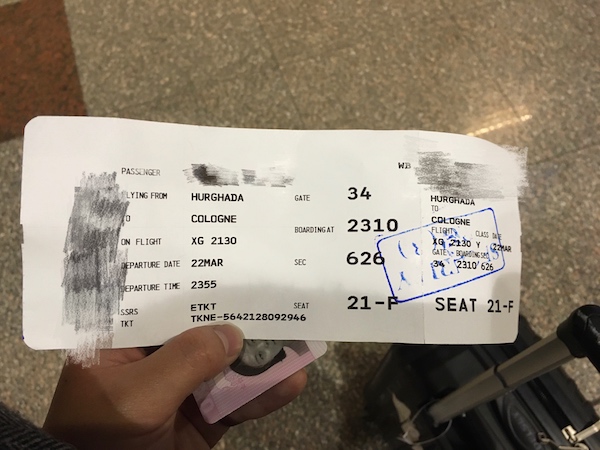 PASSENGER
FLYING FROM HURGHADA GATE 34
TO COLOGNE BOARDING AT 2310
ON FLIGHT XG 2130
DEPARTURE DATE 22MAR SEC 626
DEPARTURE TIME 2355
SSRS ETKT SEAT 21-F
TKT TKNE-5642128092946
HURGHADA
TO
COLOGNE
FLIGHT CLASS DATE
XG 2130 Y 22MAR
GATE BOARDING SEC
34 2310 626
SEAT 21-F